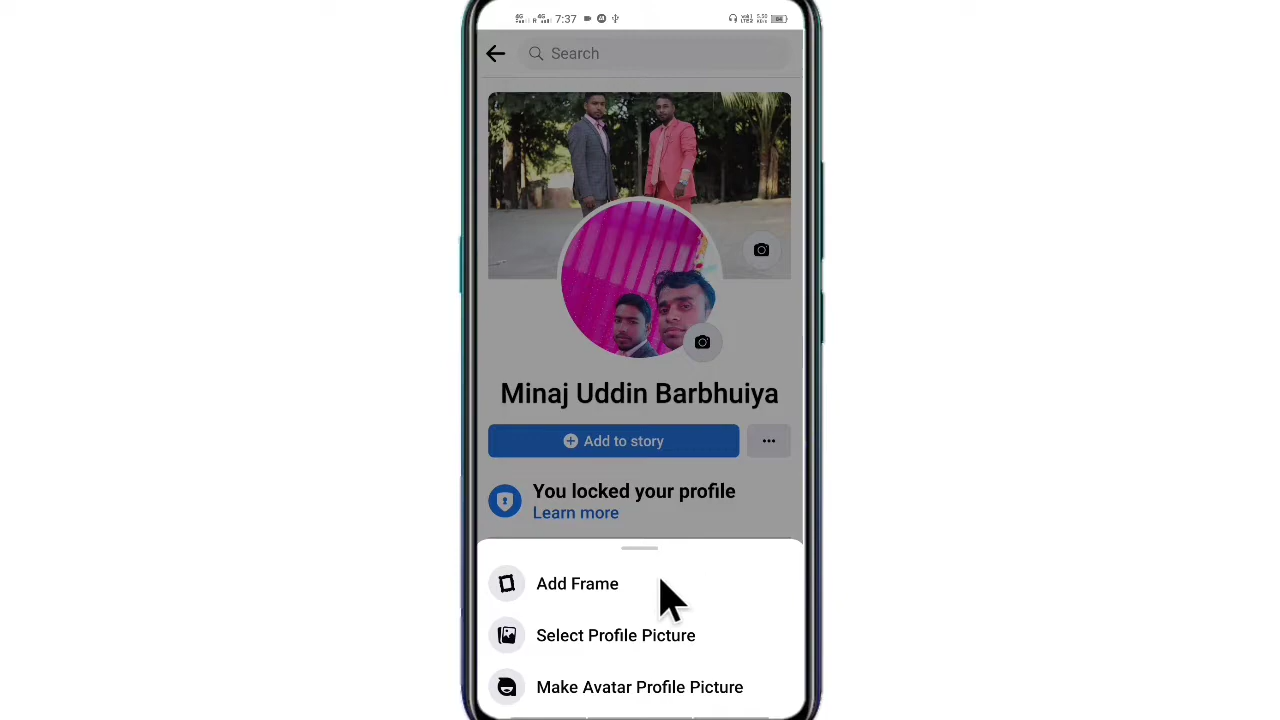 7:37
Search
Minaj Uddin Barbhuiya
Add to story
You locked your profile
Learn more
Add Frame
Select Profile Picture
Make Avatar Profile Picture